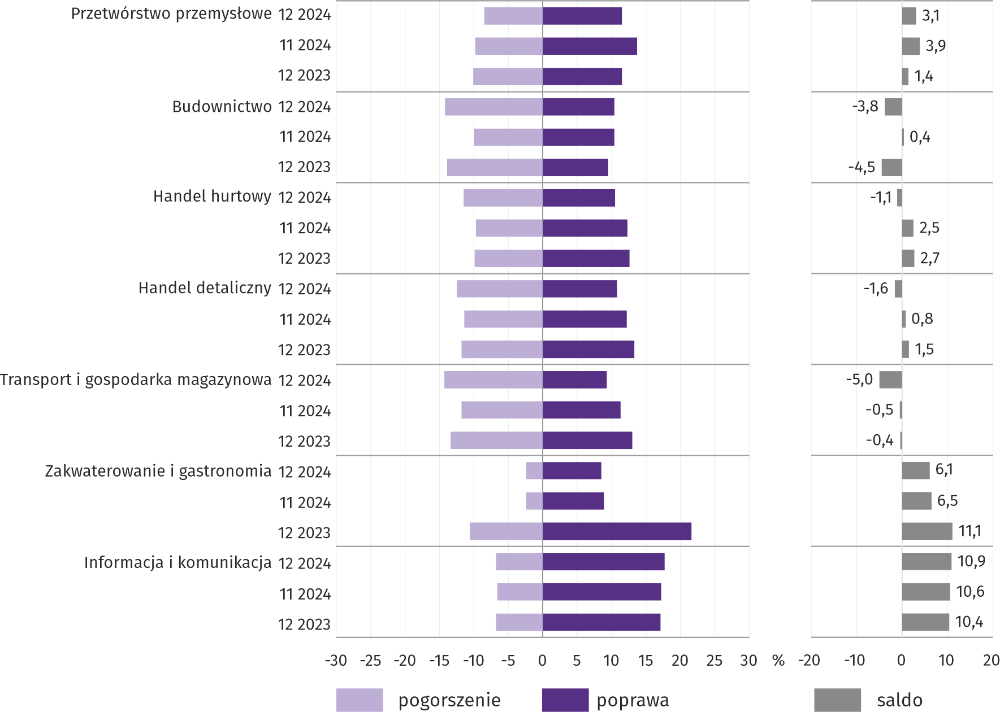 Przetwórstwo przemysłowe 12 2024 3,1
11 2024 3,9
12 2023 1,4
Budownictwo 12 2024 -3,8
11 2024 0,4
12 2023 -4,5
Handel hurtowy 12 2024 -1,1
11 2024 2,5
12 2023 2,7
Handel detaliczny 12 2024 -1,6
11 2024 0,8
12 2023 1,5
Transport i gospodarka magazynowa 12 2024 -5,0
11 2024 -0,5
12 2023 -0,4
Zakwaterowanie i gastronomia 12 2024 6,1
11 2024 6,5
12 2023 11,1
Informacja i komunikacja 12 2024 10,9
11 2024 10,6
12 2023 10,4
-30 -25 -20 -15 -10 -5 0 5 10 15 20 25 30 % -20 -10 0 10 20
pogorszenie poprawa saldo